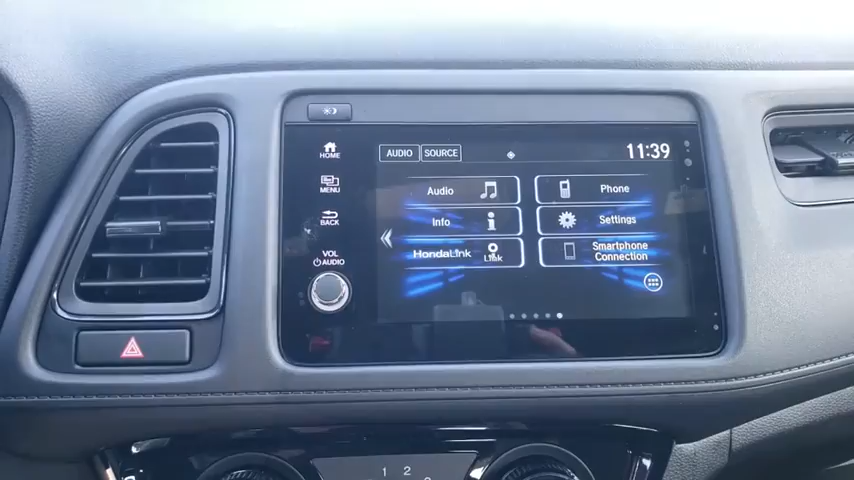 AUDIO SOURCE
11:39
HOME
MENU
BACK
VOL
AUDIO
Audio
Phone
Info
Settings
HondaLink
Link
Smartphone
Connection
1 2